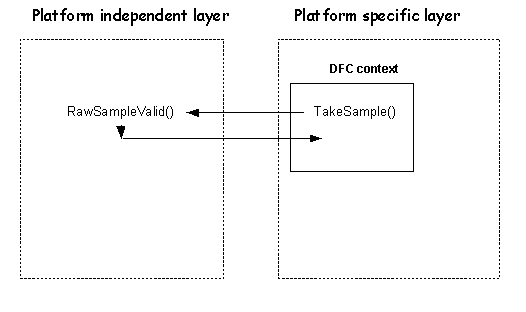 Platform independent layer
Platform specific layer
DFC context
RawSampleValid()
TakeSample()